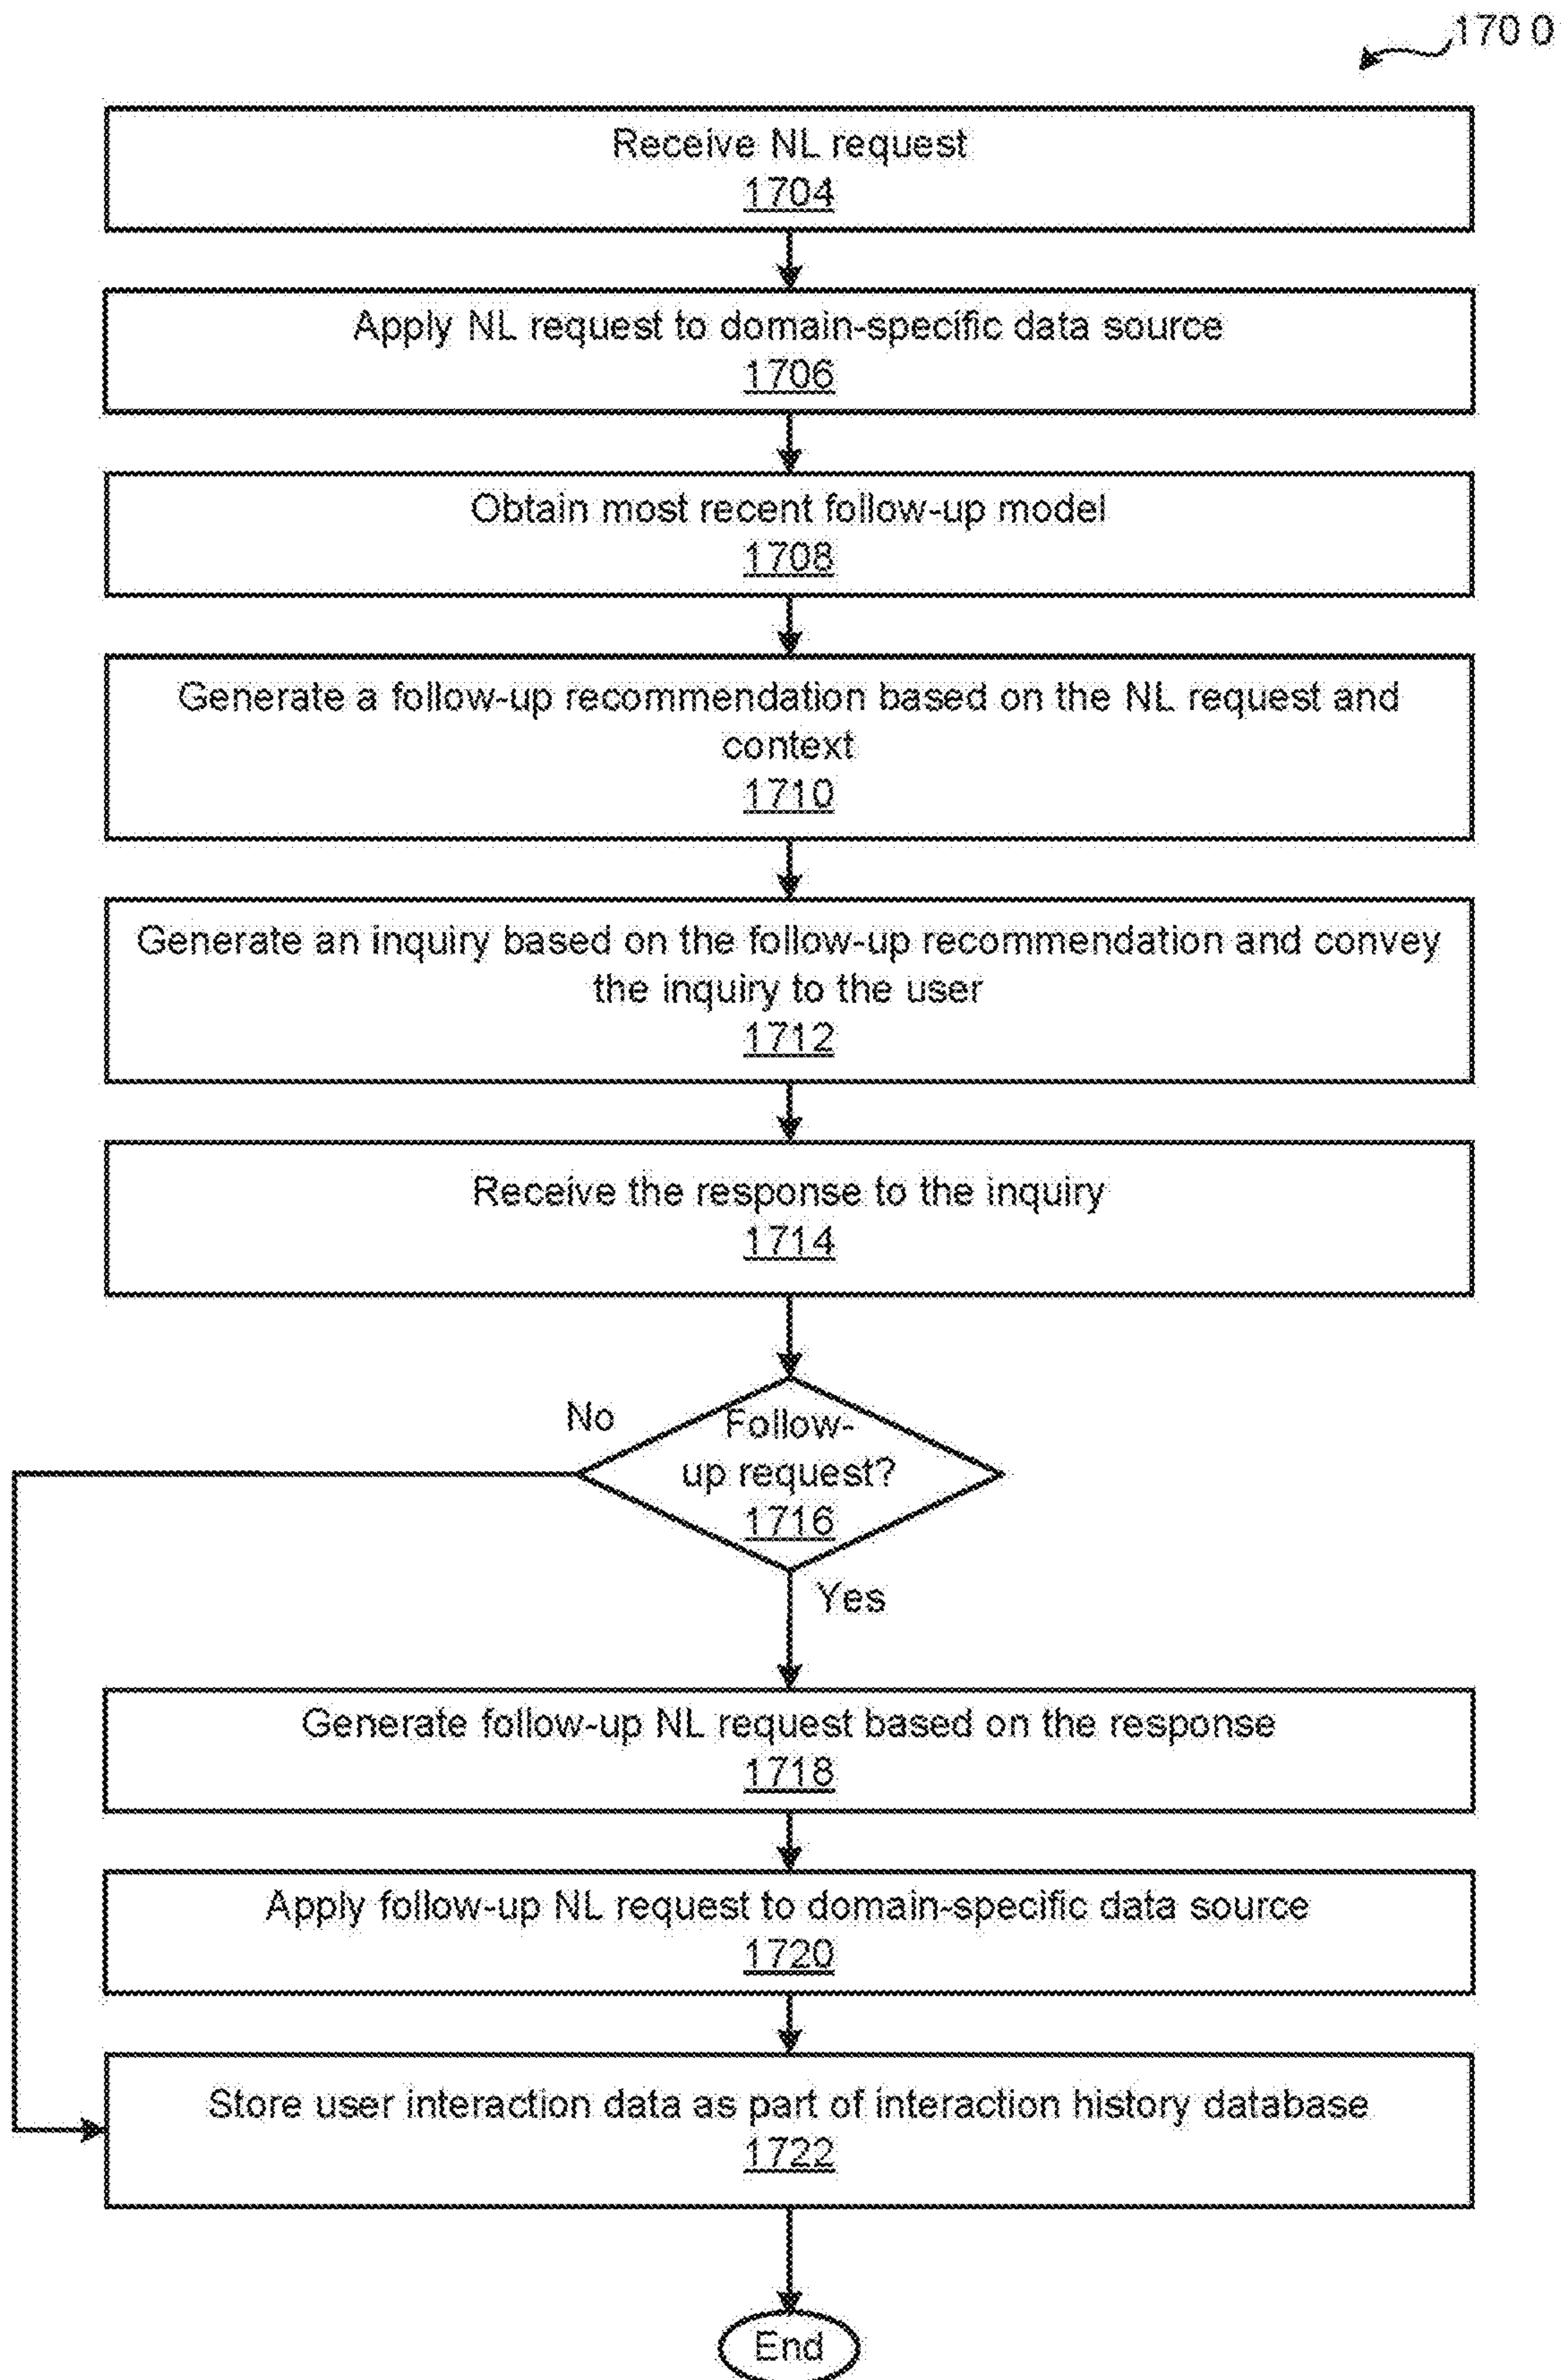 170 0
Receive NL request
1704
Apply NL request to domain-specific data source
1706
Obtain most recent follow-up model
1708
Generate a follow-up recommendation based on the NL request and
context
1710
Generate an inquiry based on the follow-up recommendation and convey
the inquiry to the user
1712
Receive the response to the inquiry
1714
No
Follow-
up request?
1716
Yes
Generate follow-up NL request based on the response
1718
Apply follow-up NL request to domain-specific data source
1720
Store user interaction data as part of interaction history database
1722
End